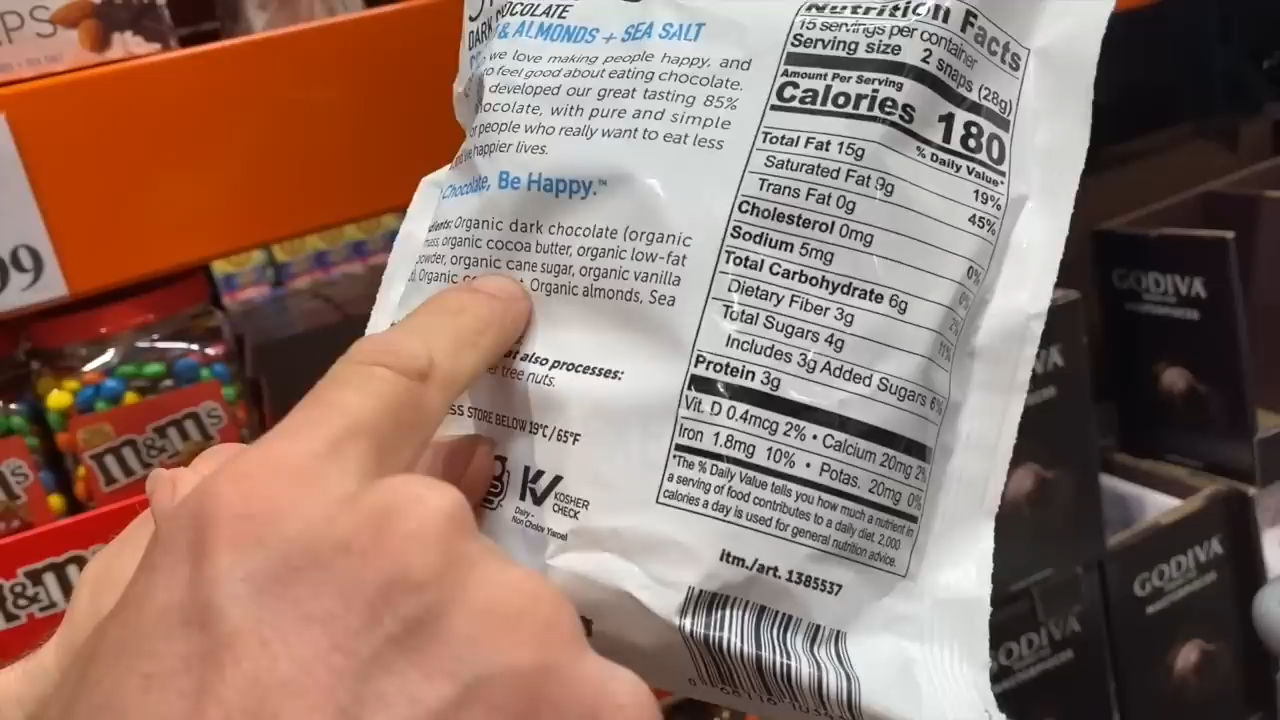 PS
99
m&m's
DARK CHOCOLATE
& ALMONDS + SEA SALT
we love making people happy, and
feel good about eating chocolate.
developed our great tasting 85%
with pure and simple
people who really want to eat less
happier lives.
Chocolate, Be Happy.™
Organic dark chocolate (organic
organic cocoa butter, organic low-fat
powder, organic cane sugar, organic vanilla
Organic Organic almonds, Sea
also processes:
tree nuts.
STORE BELOW 19°C/65°F
KOSHER
CHECK
Dairy -
Non Cholov Yisroel
Nutrition Facts
15 servings per container
Serving size 2 snaps (28g)
Amount Per Serving
Calories 180
% Daily Value*
Total Fat 15g 19%
Saturated Fat 9g 45%
Trans Fat 0g
Cholesterol 0mg 0%
Sodium 5mg 0%
Total Carbohydrate 6g 2%
Dietary Fiber 3g 11%
Total Sugars 4g
Includes 3g Added Sugars 6%
Protein 3g
Vit. D 0.4mcg 2% • Calcium 20mg 2%
Iron 1.8mg 10% • Potas. 20mg 0%
*The % Daily Value tells you how much a nutrient in
a serving of food contributes to a daily diet. 2,000
calories a day is used for general nutrition advice.
itm./art. 1385537
GODIVA
GODIVA
GODIVA